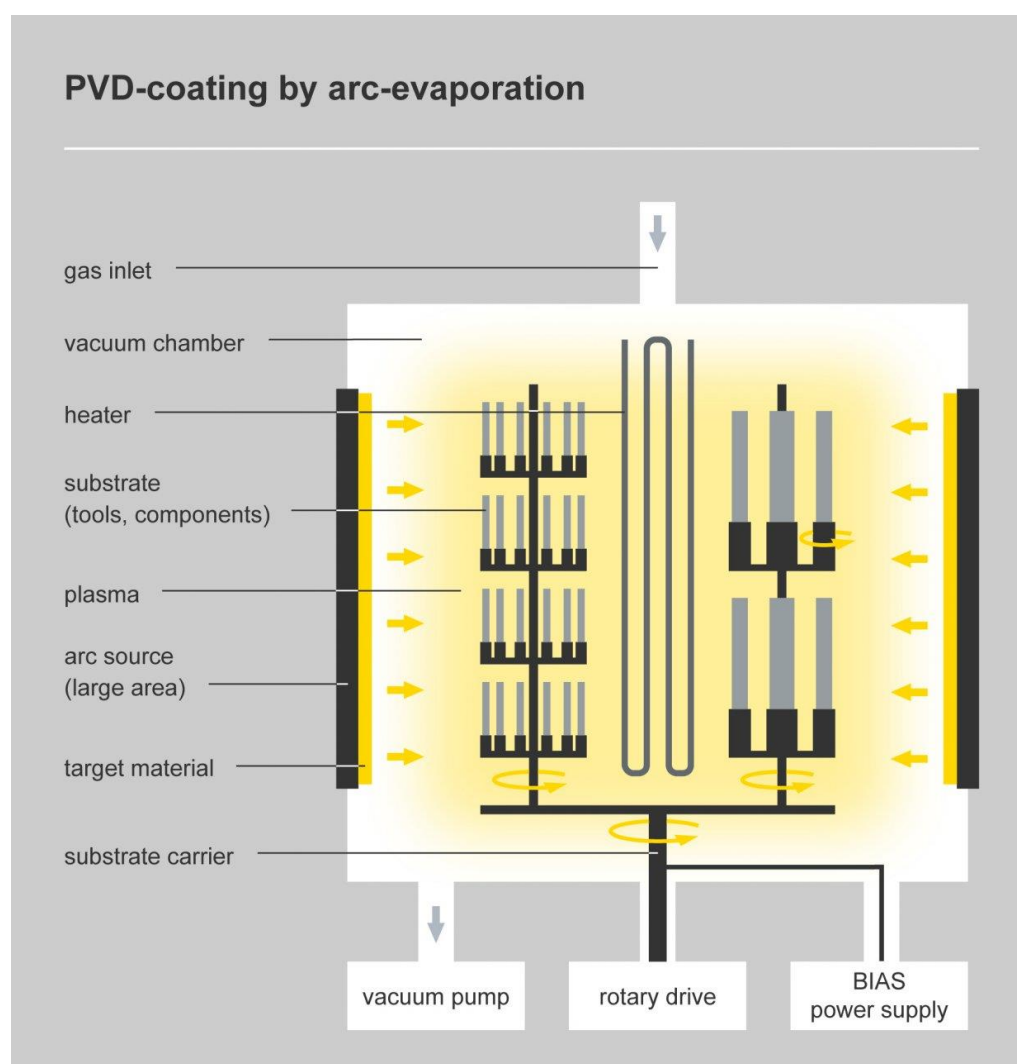 PVD-coating by arc-evaporation
gas inlet
vacuum chamber
heater
substrate
(tools, components)
plasma
arc source
(large area)
target material
substrate carrier
vacuum pump
rotary drive
BIAS
power supply